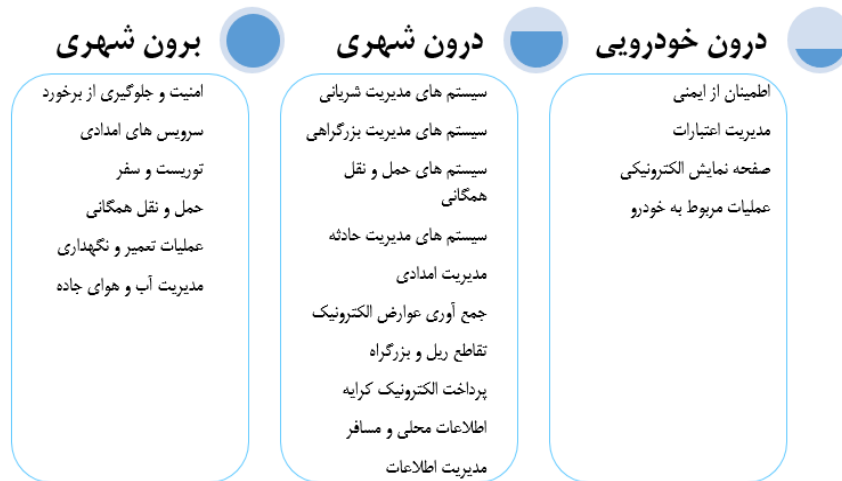 درون خودرویی
اطمینان از ایمنی
مدیریت اعتبارات
صفحه نمایش الکترونیکی
عملیات مربوط به خودرو
درون شهری
سیستم های مدیریت شریانی
سیستم های مدیریت بزرگراهی
سیستم های حمل و نقل
همگانی
سیستم های مدیریت حادثه
مدیریت امدادی
جمع آوری عوارض الکترونیک
تقاطع ریل و بزرگراه
پرداخت الکترونیک کرایه
اطلاعات محلی و مسافر
مدیریت اطلاعات
برون شهری
امنیت و جلوگیری از برخورد
سرویس های امدادی
توریست و سفر
حمل و نقل همگانی
عملیات تعمیر و نگهداری
مدیریت آب و هوای جاده